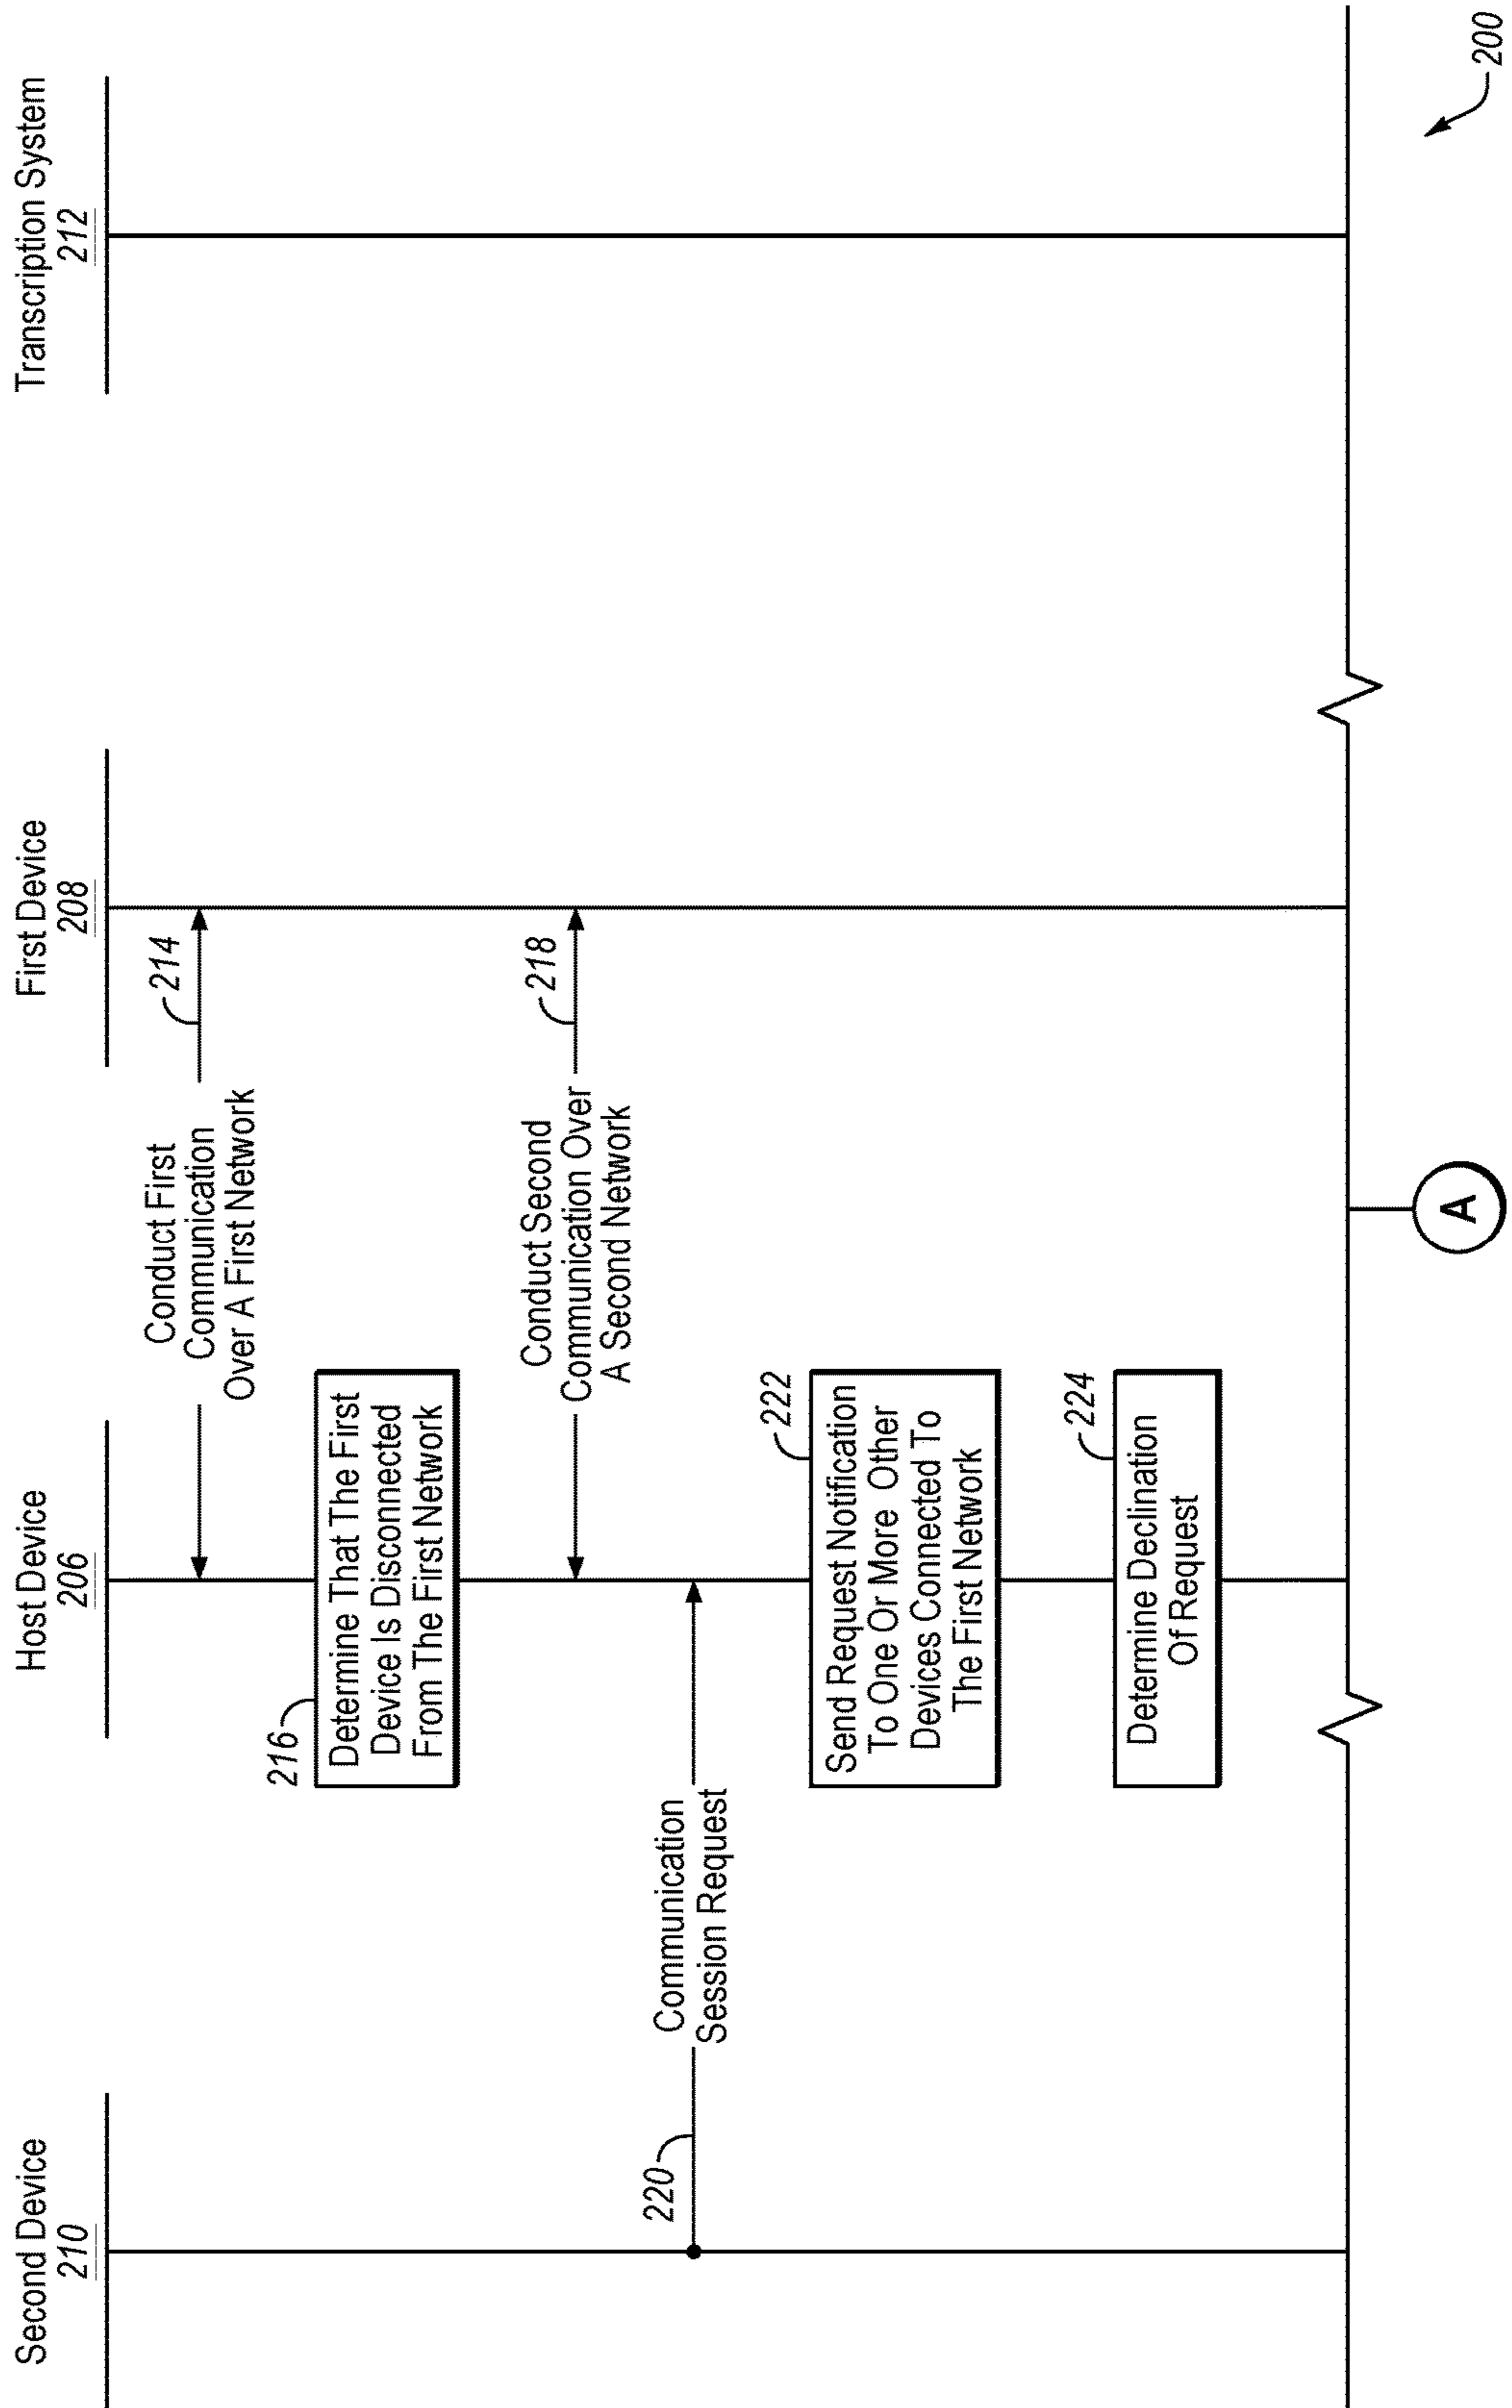 Second Device
210
Host Device
206
First Device
208
Transcription System
212
Conduct First
Communication
Over A First Network
214
216
Determine That The First
Device Is Disconnected
From The First Network
Conduct Second
Communication Over
A Second Network
218
220
Communication
Session Request
222
Send Request Notification
To One Or More Other
Devices Connected To
The First Network
224
Determine Declination
Of Request
A
200